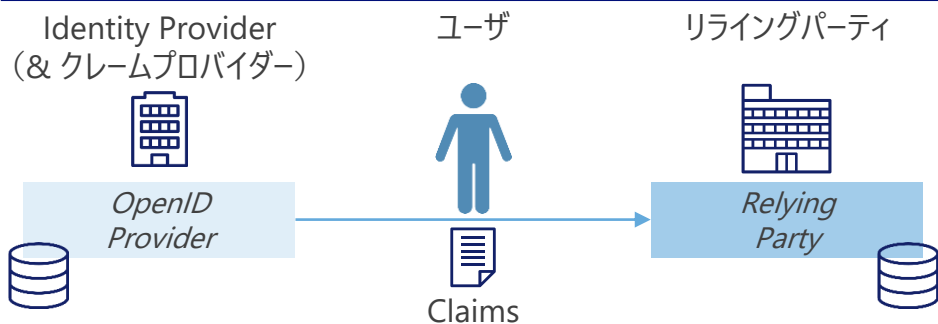 Identity Provider
（& クレームプロバイダー）
ユーザ
リライングパーティ
OpenID
Provider
Relying
Party
Claims